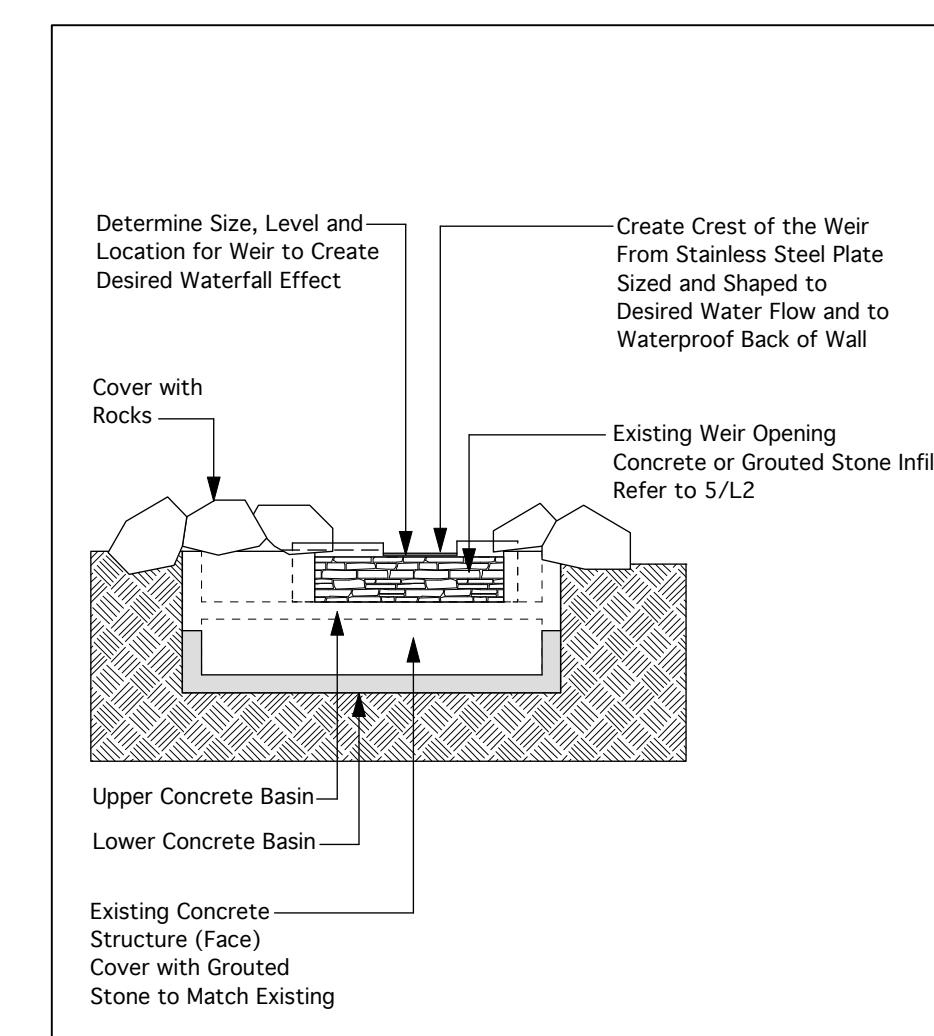 Determine Size, Level and
Location for Weir to Create
Desired Waterfall Effect
Create Crest of the Weir
From Stainless Steel Plate
Sized and Shaped to
Desired Water Flow and to
Waterproof Back of Wall
Cover with
Rocks
Existing Weir Opening
Concrete or Grouted Stone Infil
Refer to 5/L2
Upper Concrete Basin
Lower Concrete Basin
Existing Concrete
Structure (Face)
Cover with Grouted
Stone to Match Existing